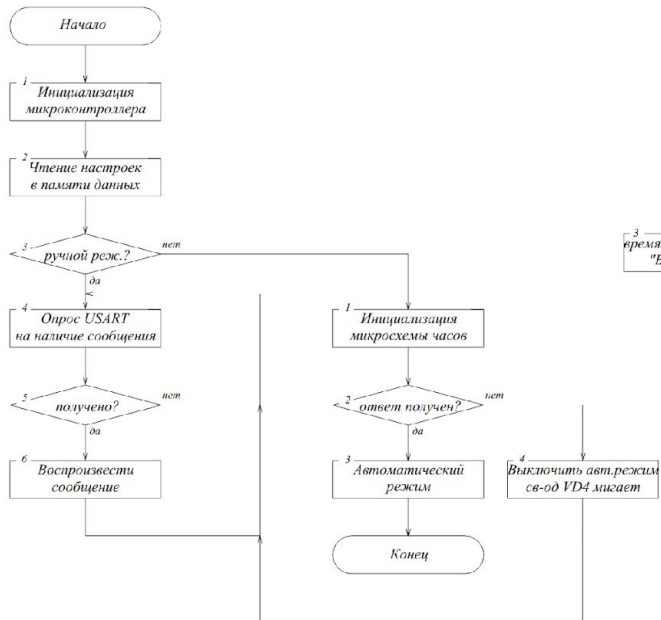 Начало
1
Инициализация
микроконтроллера
2
Чтение настроек
в памяти данных
3
ручной реж.?
нет
да
4
Опрос USART
на наличие сообщения
5
получено?
нет
да
6
Воспроизвести
сообщение
1
Инициализация
микросхемы часов
2
ответ получен?
нет
да
3
Автоматический
режим
Конец
4
Выключить авт.режим
св-од VD4 мигает
3
время